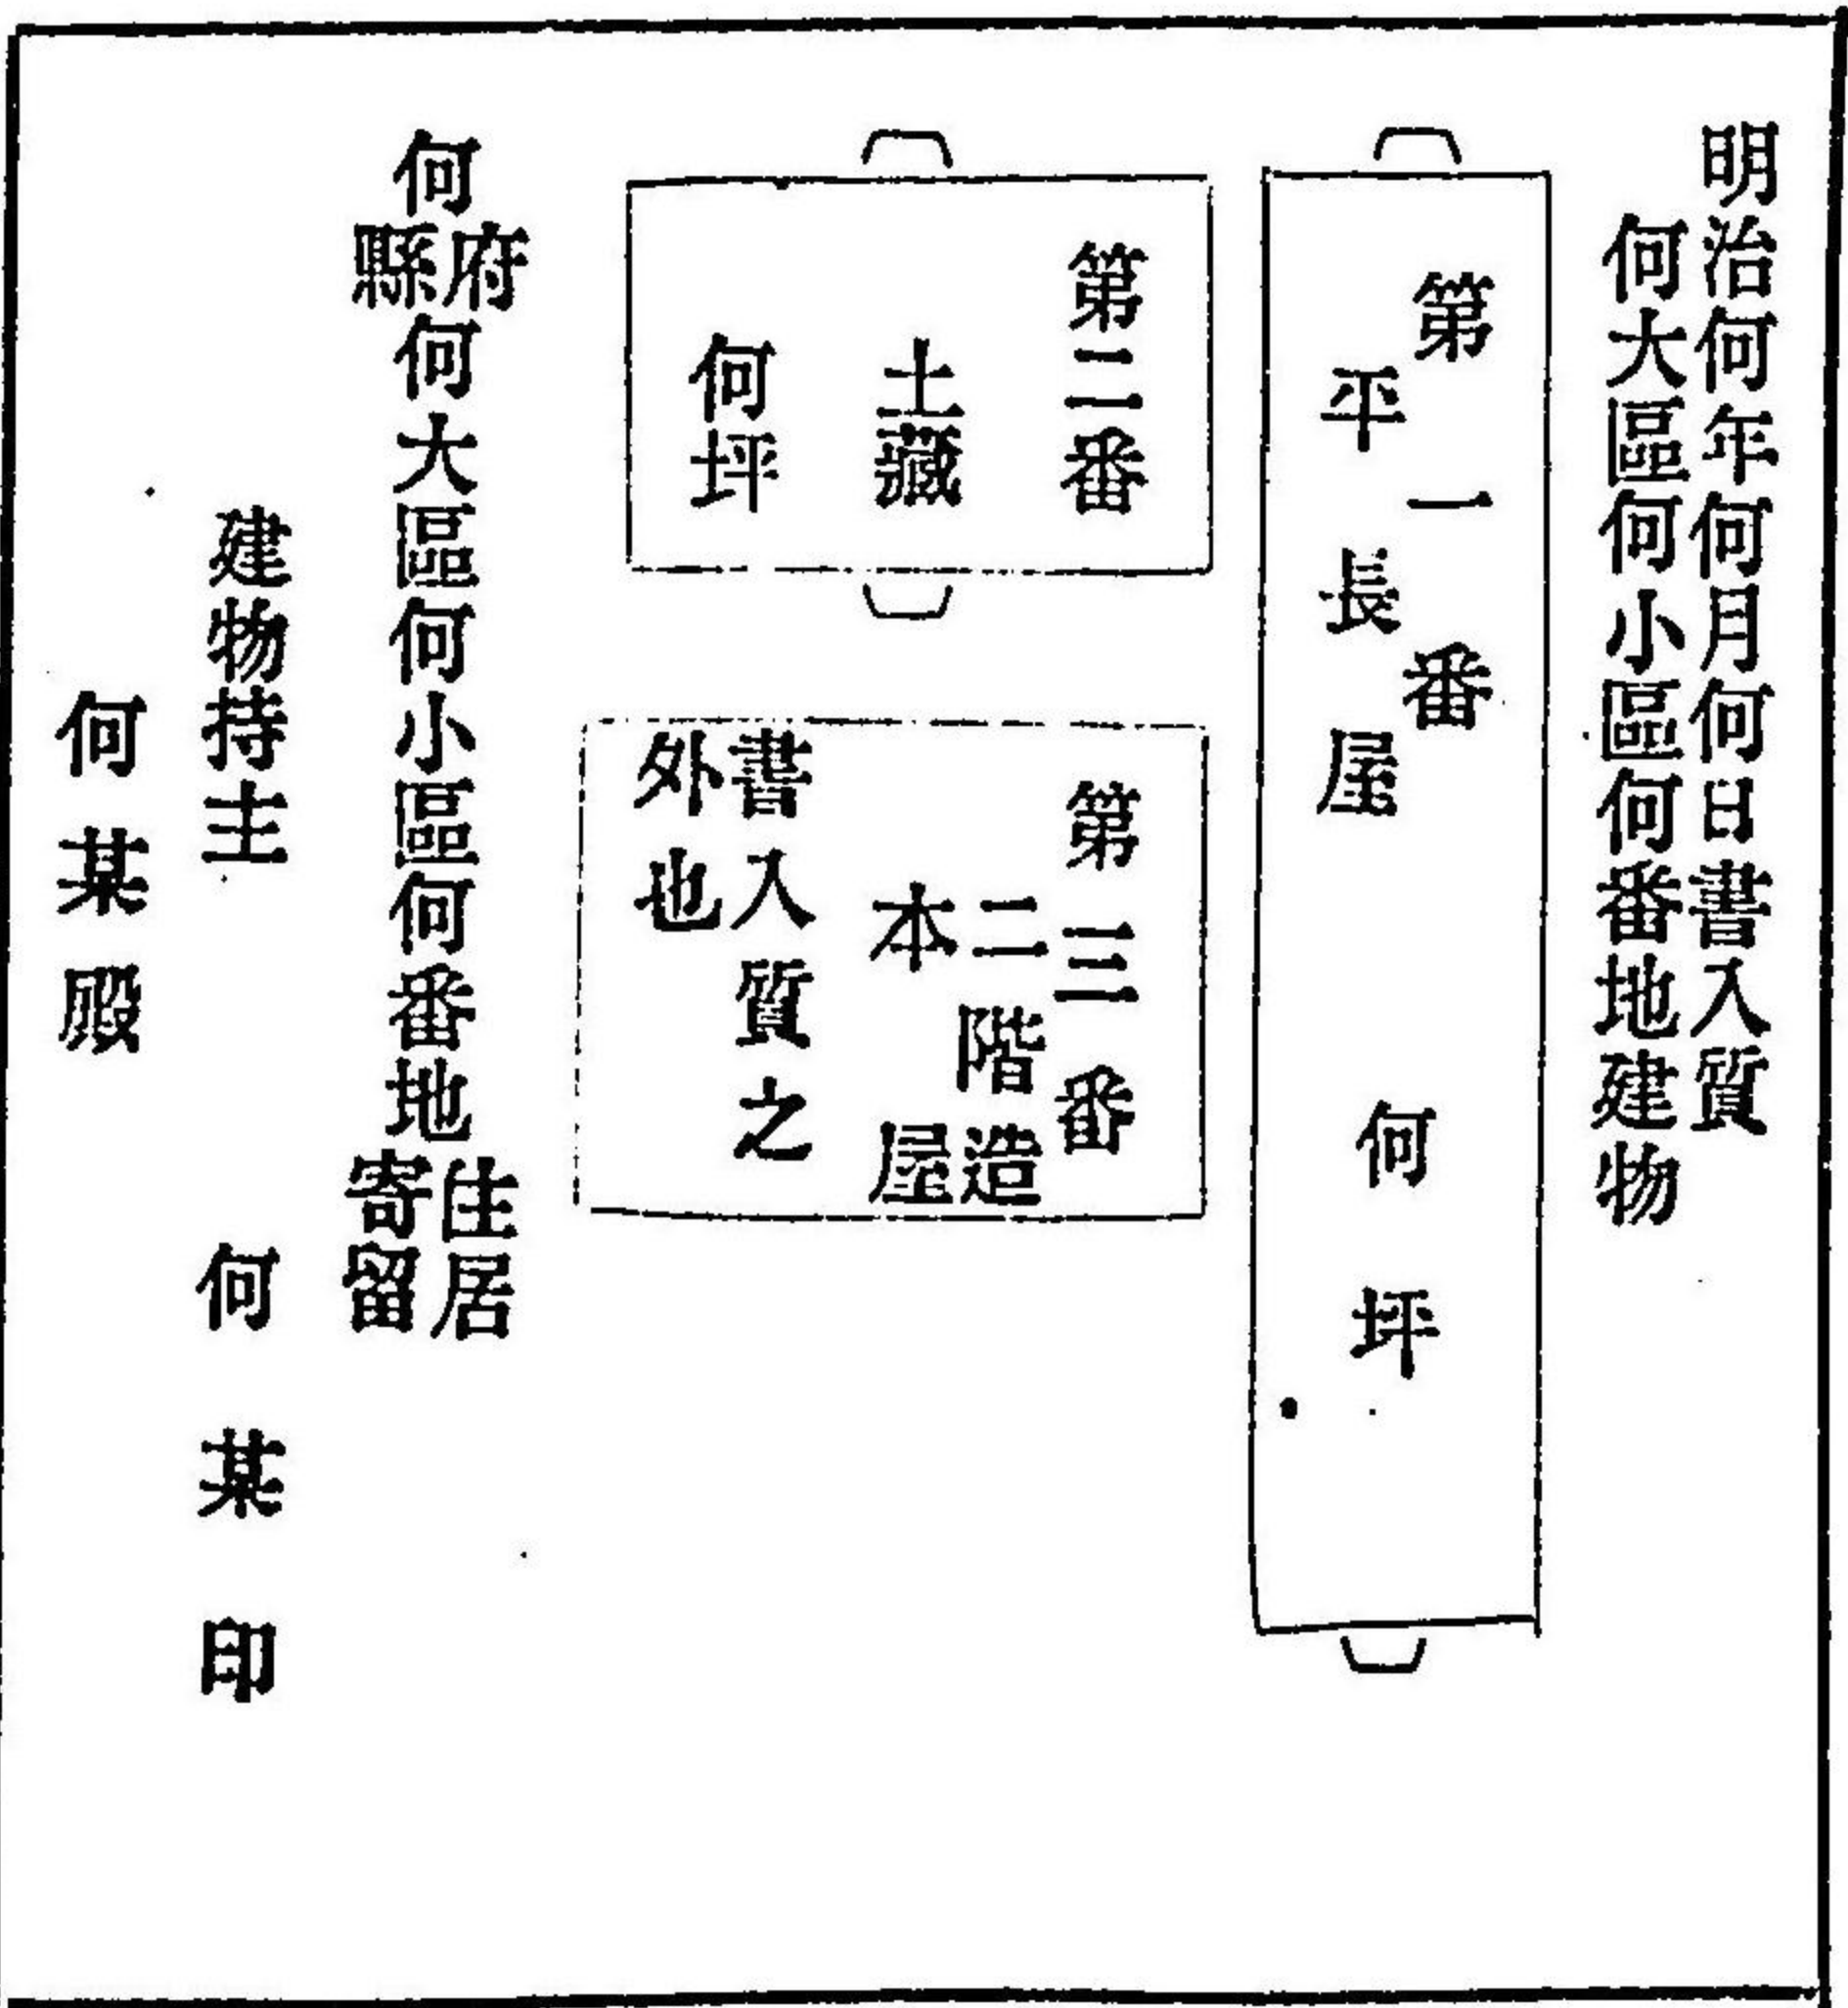 明治何年何月何日書入質
何大區何小區何番地建物
第一番
平長屋
何坪
第二番
土藏
何坪
第三番
二階造
本屋
書入質之
外也
何府縣何大區何小區何番地住居寄留
建物持主 何某印
何某殿